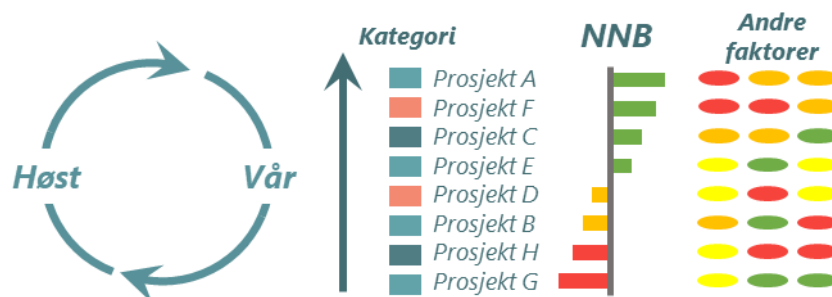 Høst
Vår
Kategori
NNB
Andre
faktorer
Prosjekt A
Prosjekt F
Prosjekt C
Prosjekt E
Prosjekt D
Prosjekt B
Prosjekt H
Prosjekt G